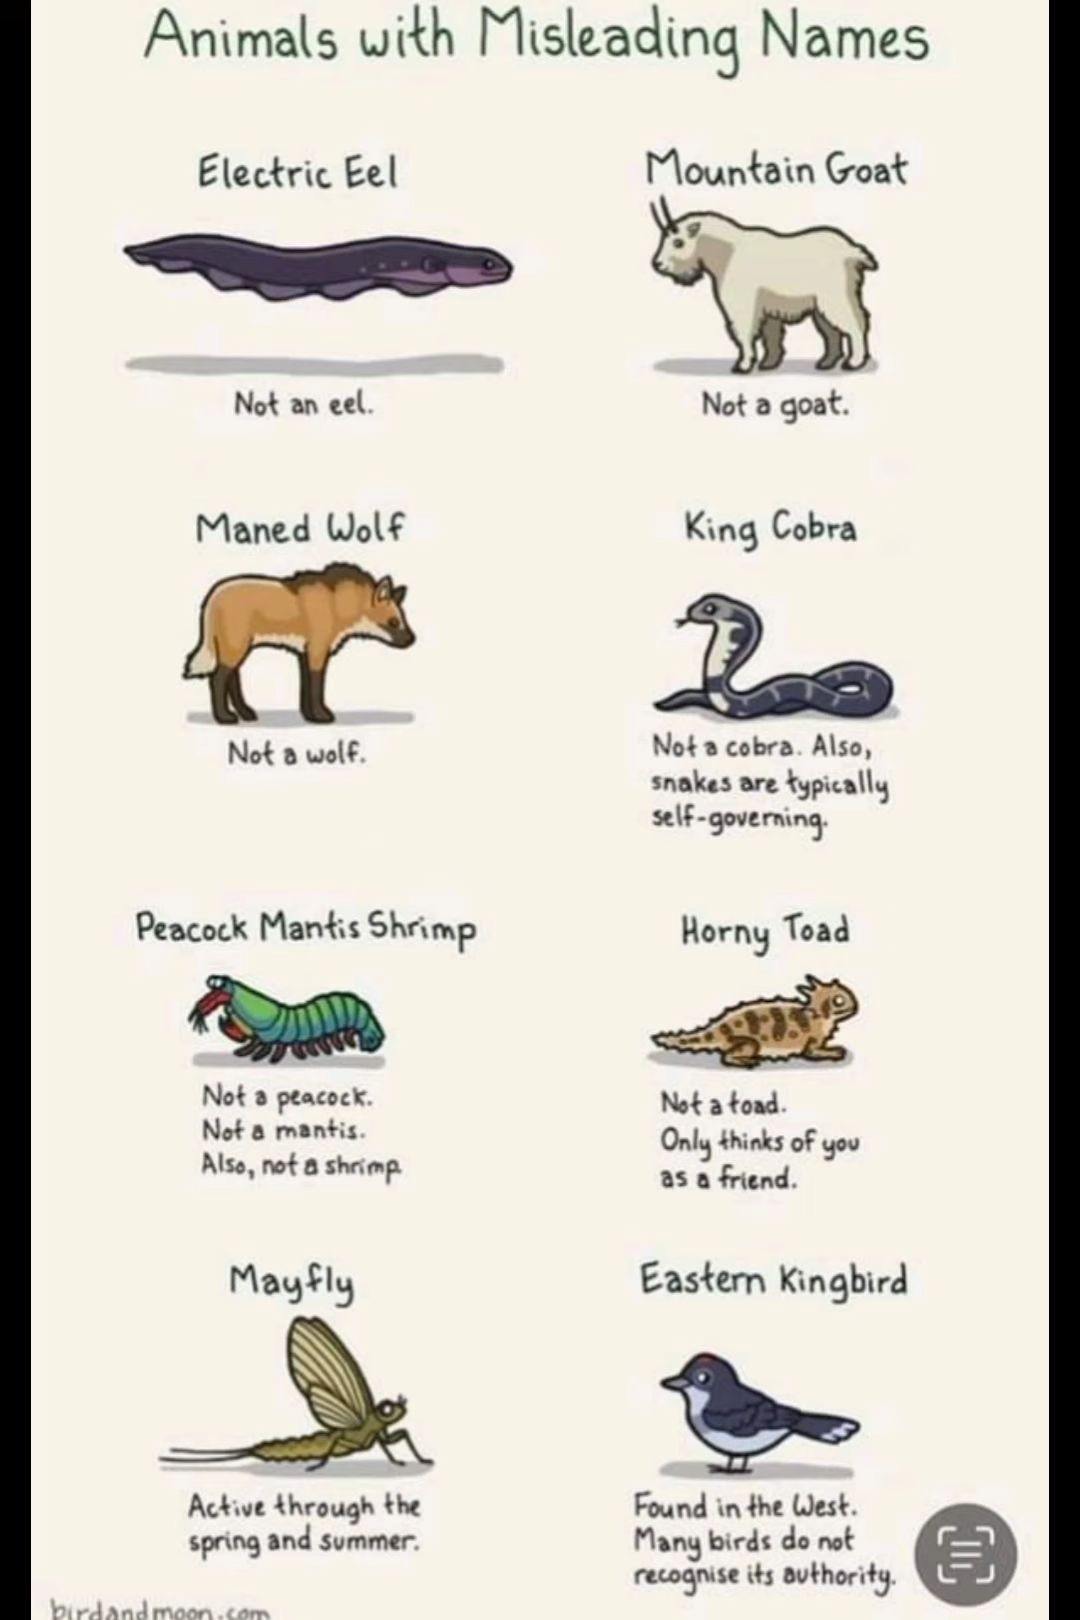 Animals with Misleading Names
Electric Eel
Not an eel.
Mountain Goat
Not a goat.
Maned Wolf
Not a wolf.
King Cobra
Not a cobra. Also,
snakes are typically
self-governing.
Peacock Mantis Shrimp
Not a peacock.
Not a mantis.
Also, not a shrimp.
Horny Toad
Not a toad.
Only thinks of you
as a friend.
Mayfly
Active through the
spring and summer.
Eastern Kingbird
Found in the West.
Many birds do not
recognise its authority.
birdandmoon.com